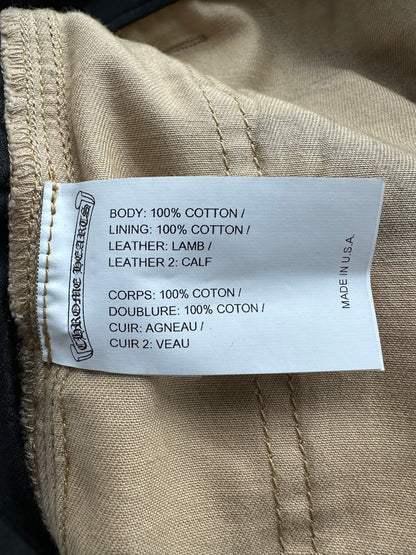 CHROME HEARTS
BODY: 100% COTTON /
LINING: 100% COTTON /
LEATHER: LAMB /
LEATHER 2: CALF
CORPS: 100% COTON /
DOUBLURE: 100% COTON /
CUIR: AGNEAU /
CUIR 2: VEAU
MADE IN U.S.A.